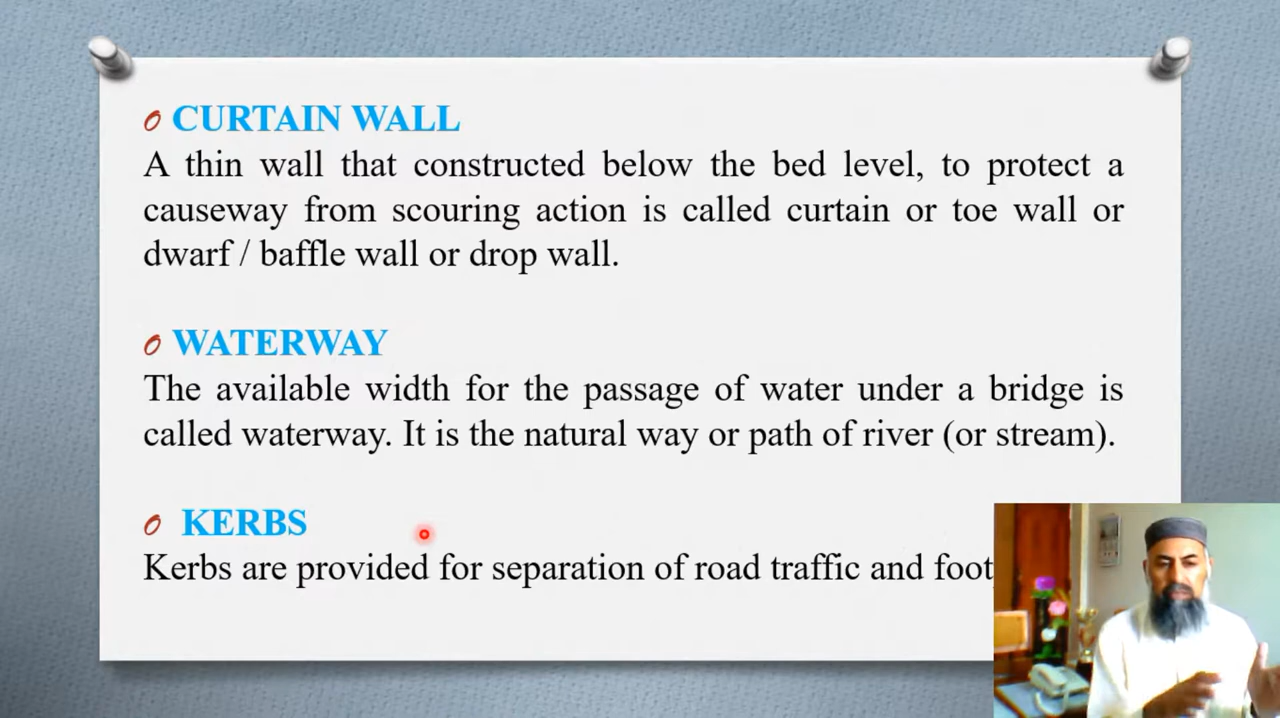 CURTAIN WALL
A thin wall that constructed below the bed level, to protect a
causeway from scouring action is called curtain or toe wall or
dwarf / baffle wall or drop wall.
WATERWAY
The available width for the passage of water under a bridge is
called waterway. It is the natural way or path of river (or stream).
KERBS
Kerbs are provided for separation of road traffic and foot